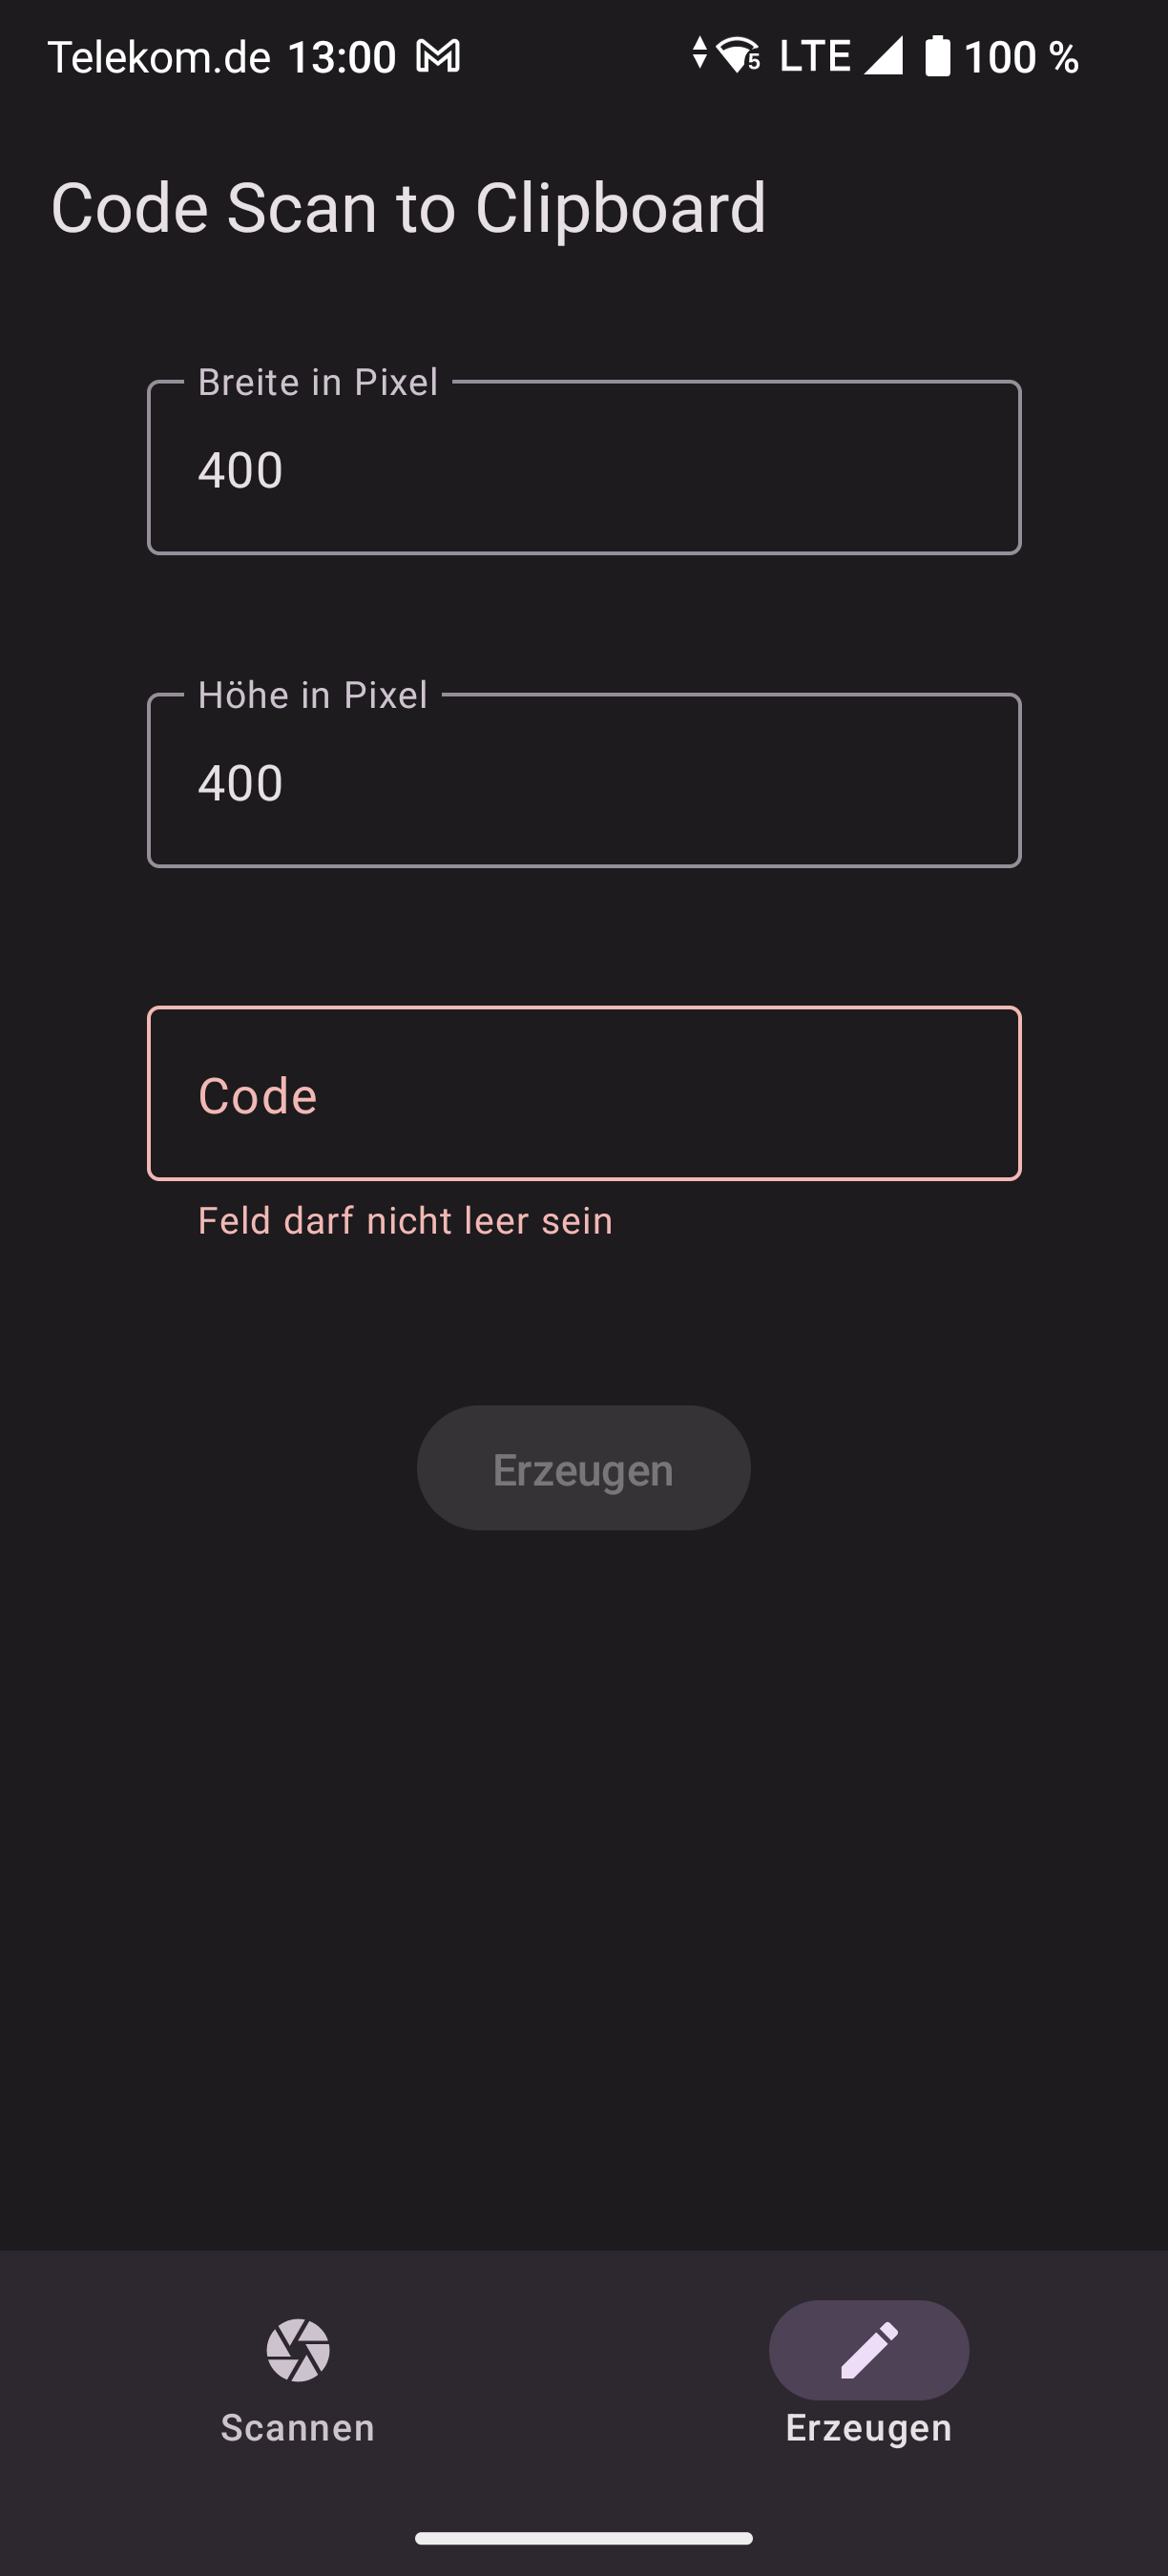 Telekom.de 13:00 5 LTE 100 %
Code Scan to Clipboard
Breite in Pixel
400
Höhe in Pixel
400
Code
Feld darf nicht leer sein
Erzeugen
Scannen Erzeugen